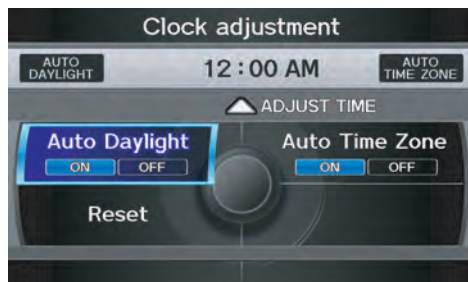 Clock adjustment
AUTO
DAYLIGHT
12:00 AM
AUTO
TIME ZONE
ADJUST TIME
Auto Daylight
ON OFF
Auto Time Zone
ON OFF
Reset